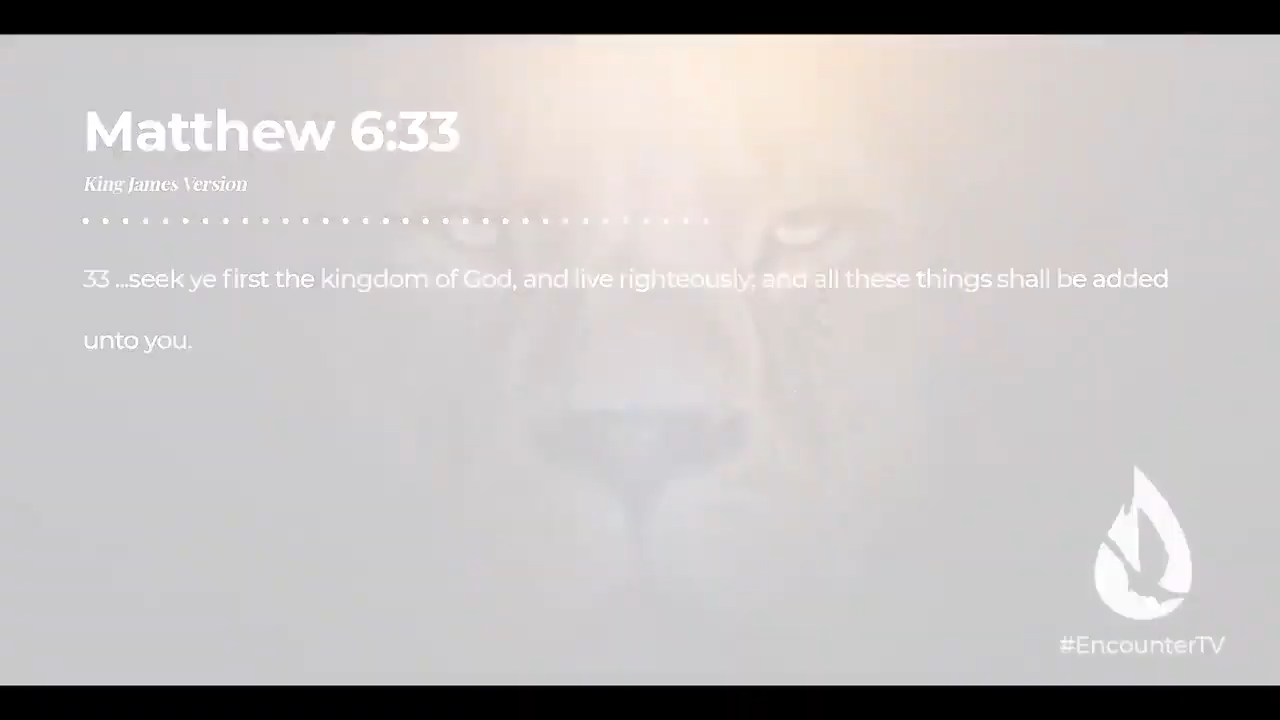 Matthew 6:33
King James Version
33 ...seek ye first the kingdom of God, and live righteously; and all these things shall be added
unto you.
#EncounterTV